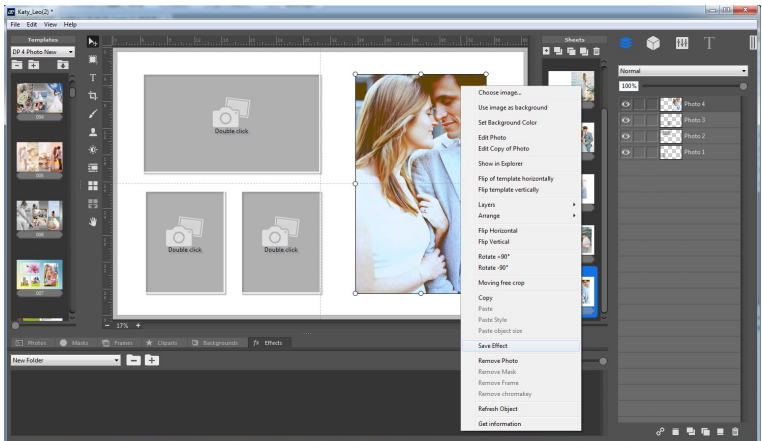 Katy_Leo(2) *
File Edit View Help
Templates
DP 4 Photo New
004
005
006
007
17%
Double click
Double click
Double click
Sheets
Choose image...
Use image as background
Set Background Color
Edit Photo
Edit Copy of Photo
Show in Explorer
Flip of template horizontally
Flip template vertically
Layers
Arrange
Flip Horizontal
Flip Vertical
Rotate +90°
Rotate -90°
Moving free crop
Copy
Paste
Paste Style
Paste object size
Save Effect
Remove Photo
Remove Mask
Remove Frame
Remove chromakey
Refresh Object
Get information
Normal
100%
Photo 4
Photo 3
Photo 2
Photo 1
Photos Masks Frames Cliparts Backgrounds fx Effects
New Folder